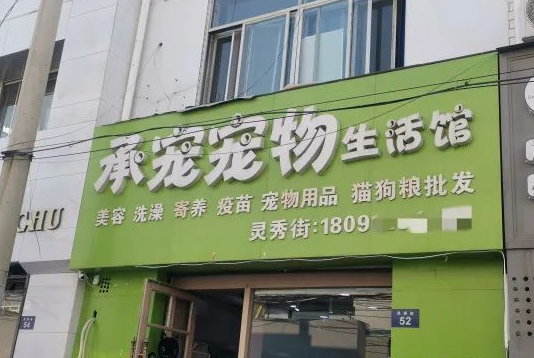 承宠宠物生活馆
美容 洗澡 寄养 疫苗 宠物用品 猫狗粮批发
灵秀街:1809
CHU
54
52